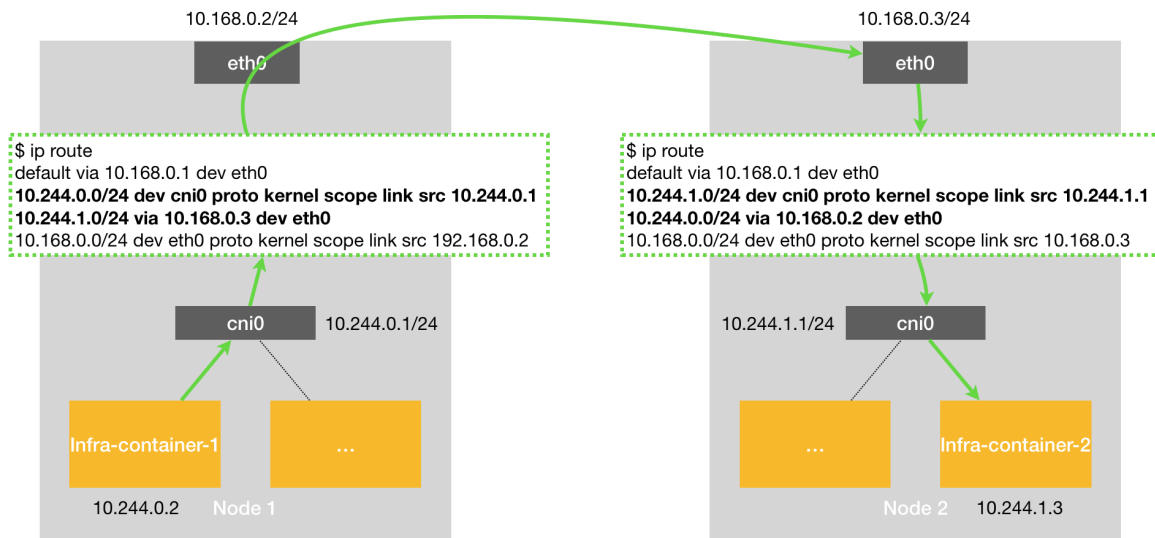 10.168.0.2/24
eth0
$ ip route
default via 10.168.0.1 dev eth0
10.244.0.0/24 dev cni0 proto kernel scope link src 10.244.0.1
10.244.1.0/24 via 10.168.0.3 dev eth0
10.168.0.0/24 dev eth0 proto kernel scope link src 192.168.0.2
cni0
10.244.0.1/24
Infra-container-1
...
10.244.0.2
Node 1
10.168.0.3/24
eth0
$ ip route
default via 10.168.0.1 dev eth0
10.244.1.0/24 dev cni0 proto kernel scope link src 10.244.1.1
10.244.0.0/24 via 10.168.0.2 dev eth0
10.168.0.0/24 dev eth0 proto kernel scope link src 10.168.0.3
10.244.1.1/24
cni0
...
Infra-container-2
Node 2
10.244.1.3